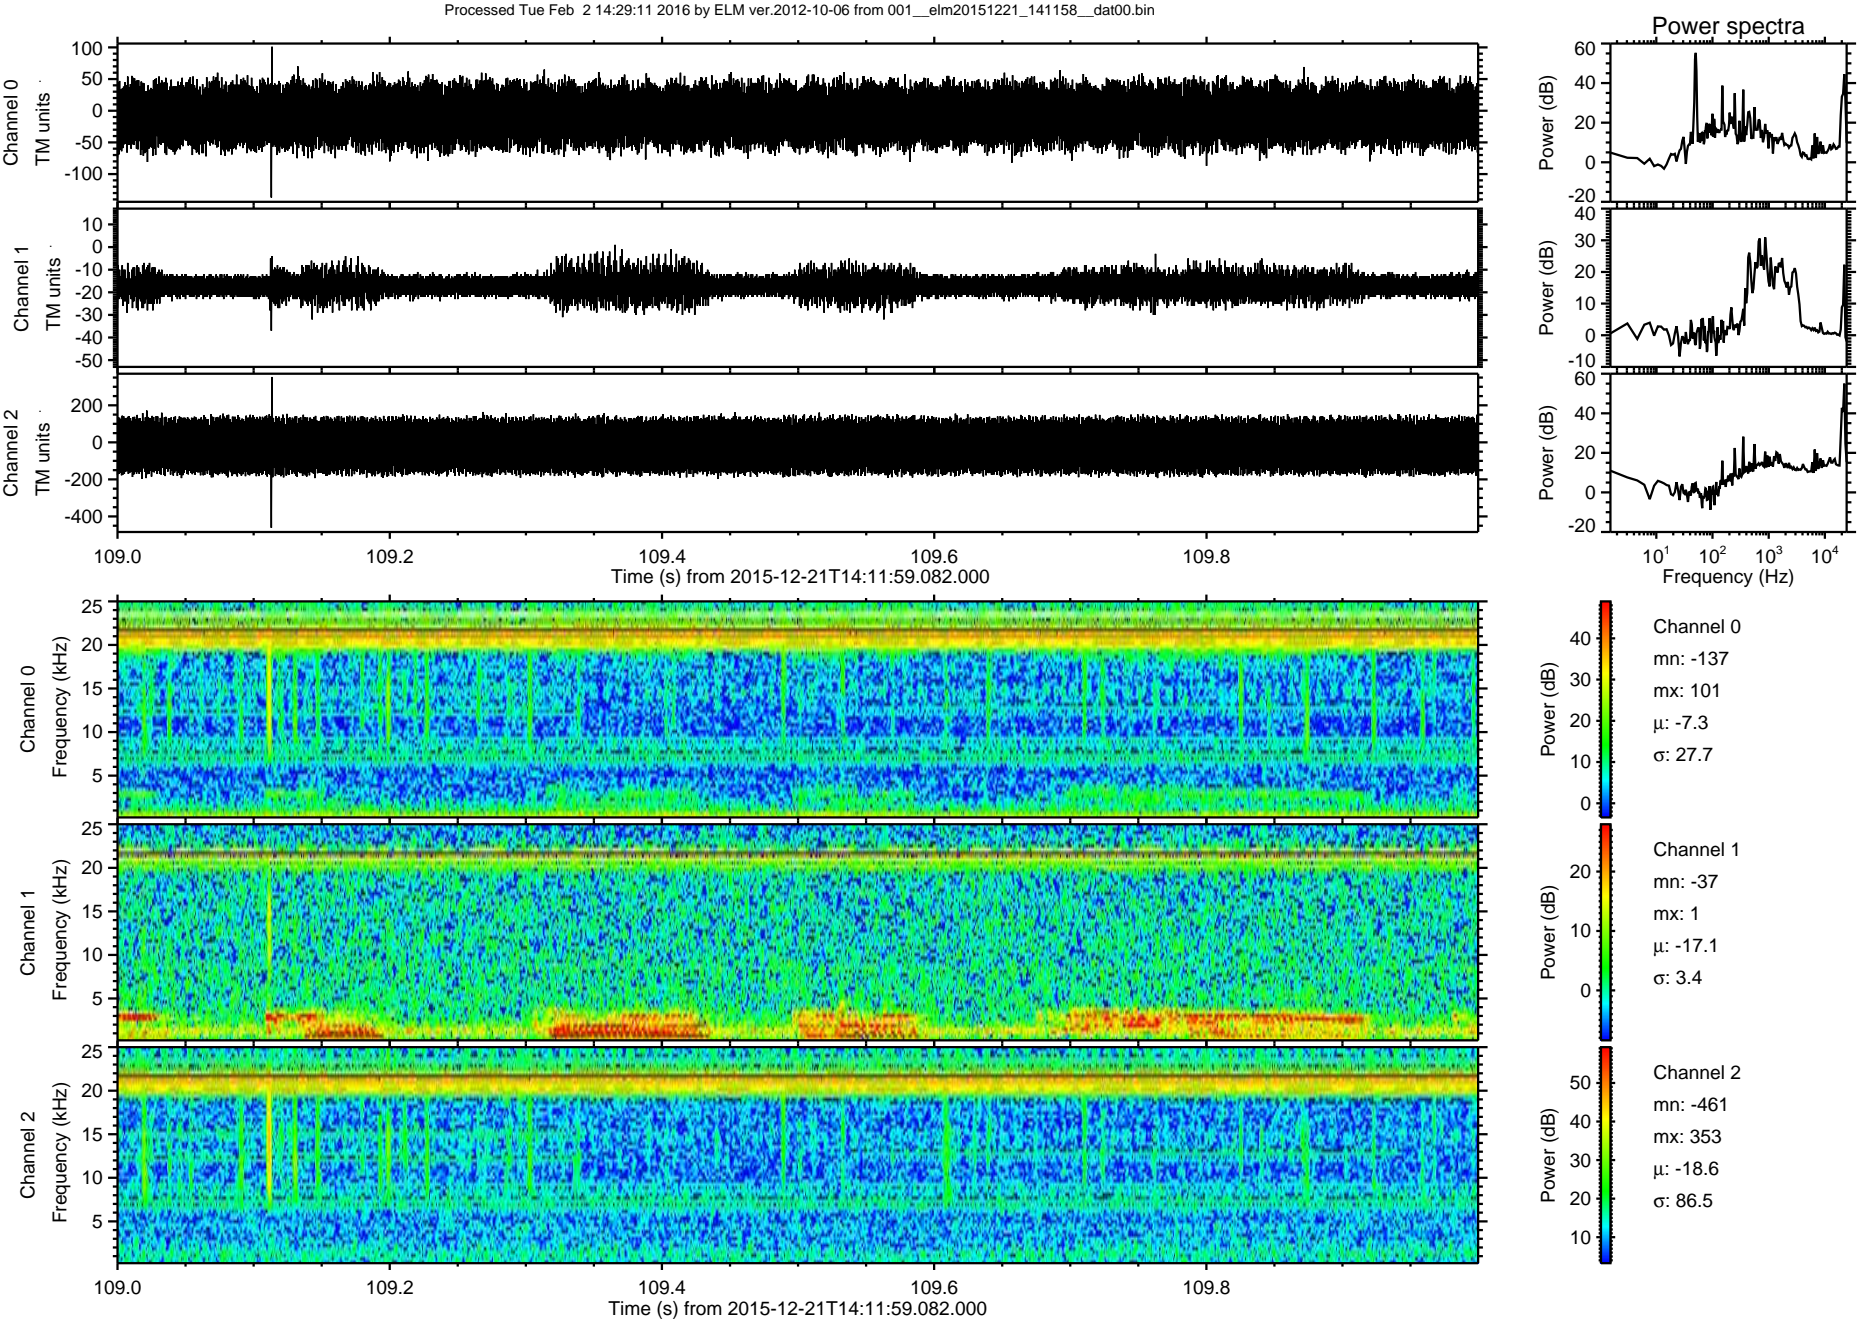 Processed Tue Feb  2 14:29:11 2016 by ELM ver.2012-10-06 from 001__elm20151221_141158__dat00.bin
Power spectra
Channel 0
TM units
100
50
0
-50
-100
Power (dB)
60
40
20
0
-20
Channel 1
TM units
10
0
-10
-20
-30
-40
-50
Power (dB)
40
30
20
10
0
-10
Channel 2
TM units
200
0
-200
-400
Power (dB)
60
40
20
0
-20
109.0 109.2 109.4 109.6 109.8
Time (s) from 2015-12-21T14:11:59.082.000
10¹ 10² 10³ 10⁴
Frequency (Hz)
Channel 0
Frequency (kHz)
25
20
15
10
5
Power (dB)
40
30
20
10
0
Channel 0
mn: -137
mx: 101
μ: -7.3
σ: 27.7
Channel 1
Frequency (kHz)
25
20
15
10
5
Power (dB)
20
10
0
Channel 1
mn: -37
mx: 1
μ: -17.1
σ: 3.4
Channel 2
Frequency (kHz)
25
20
15
10
5
Power (dB)
50
40
30
20
10
Channel 2
mn: -461
mx: 353
μ: -18.6
σ: 86.5
109.0 109.2 109.4 109.6 109.8
Time (s) from 2015-12-21T14:11:59.082.000